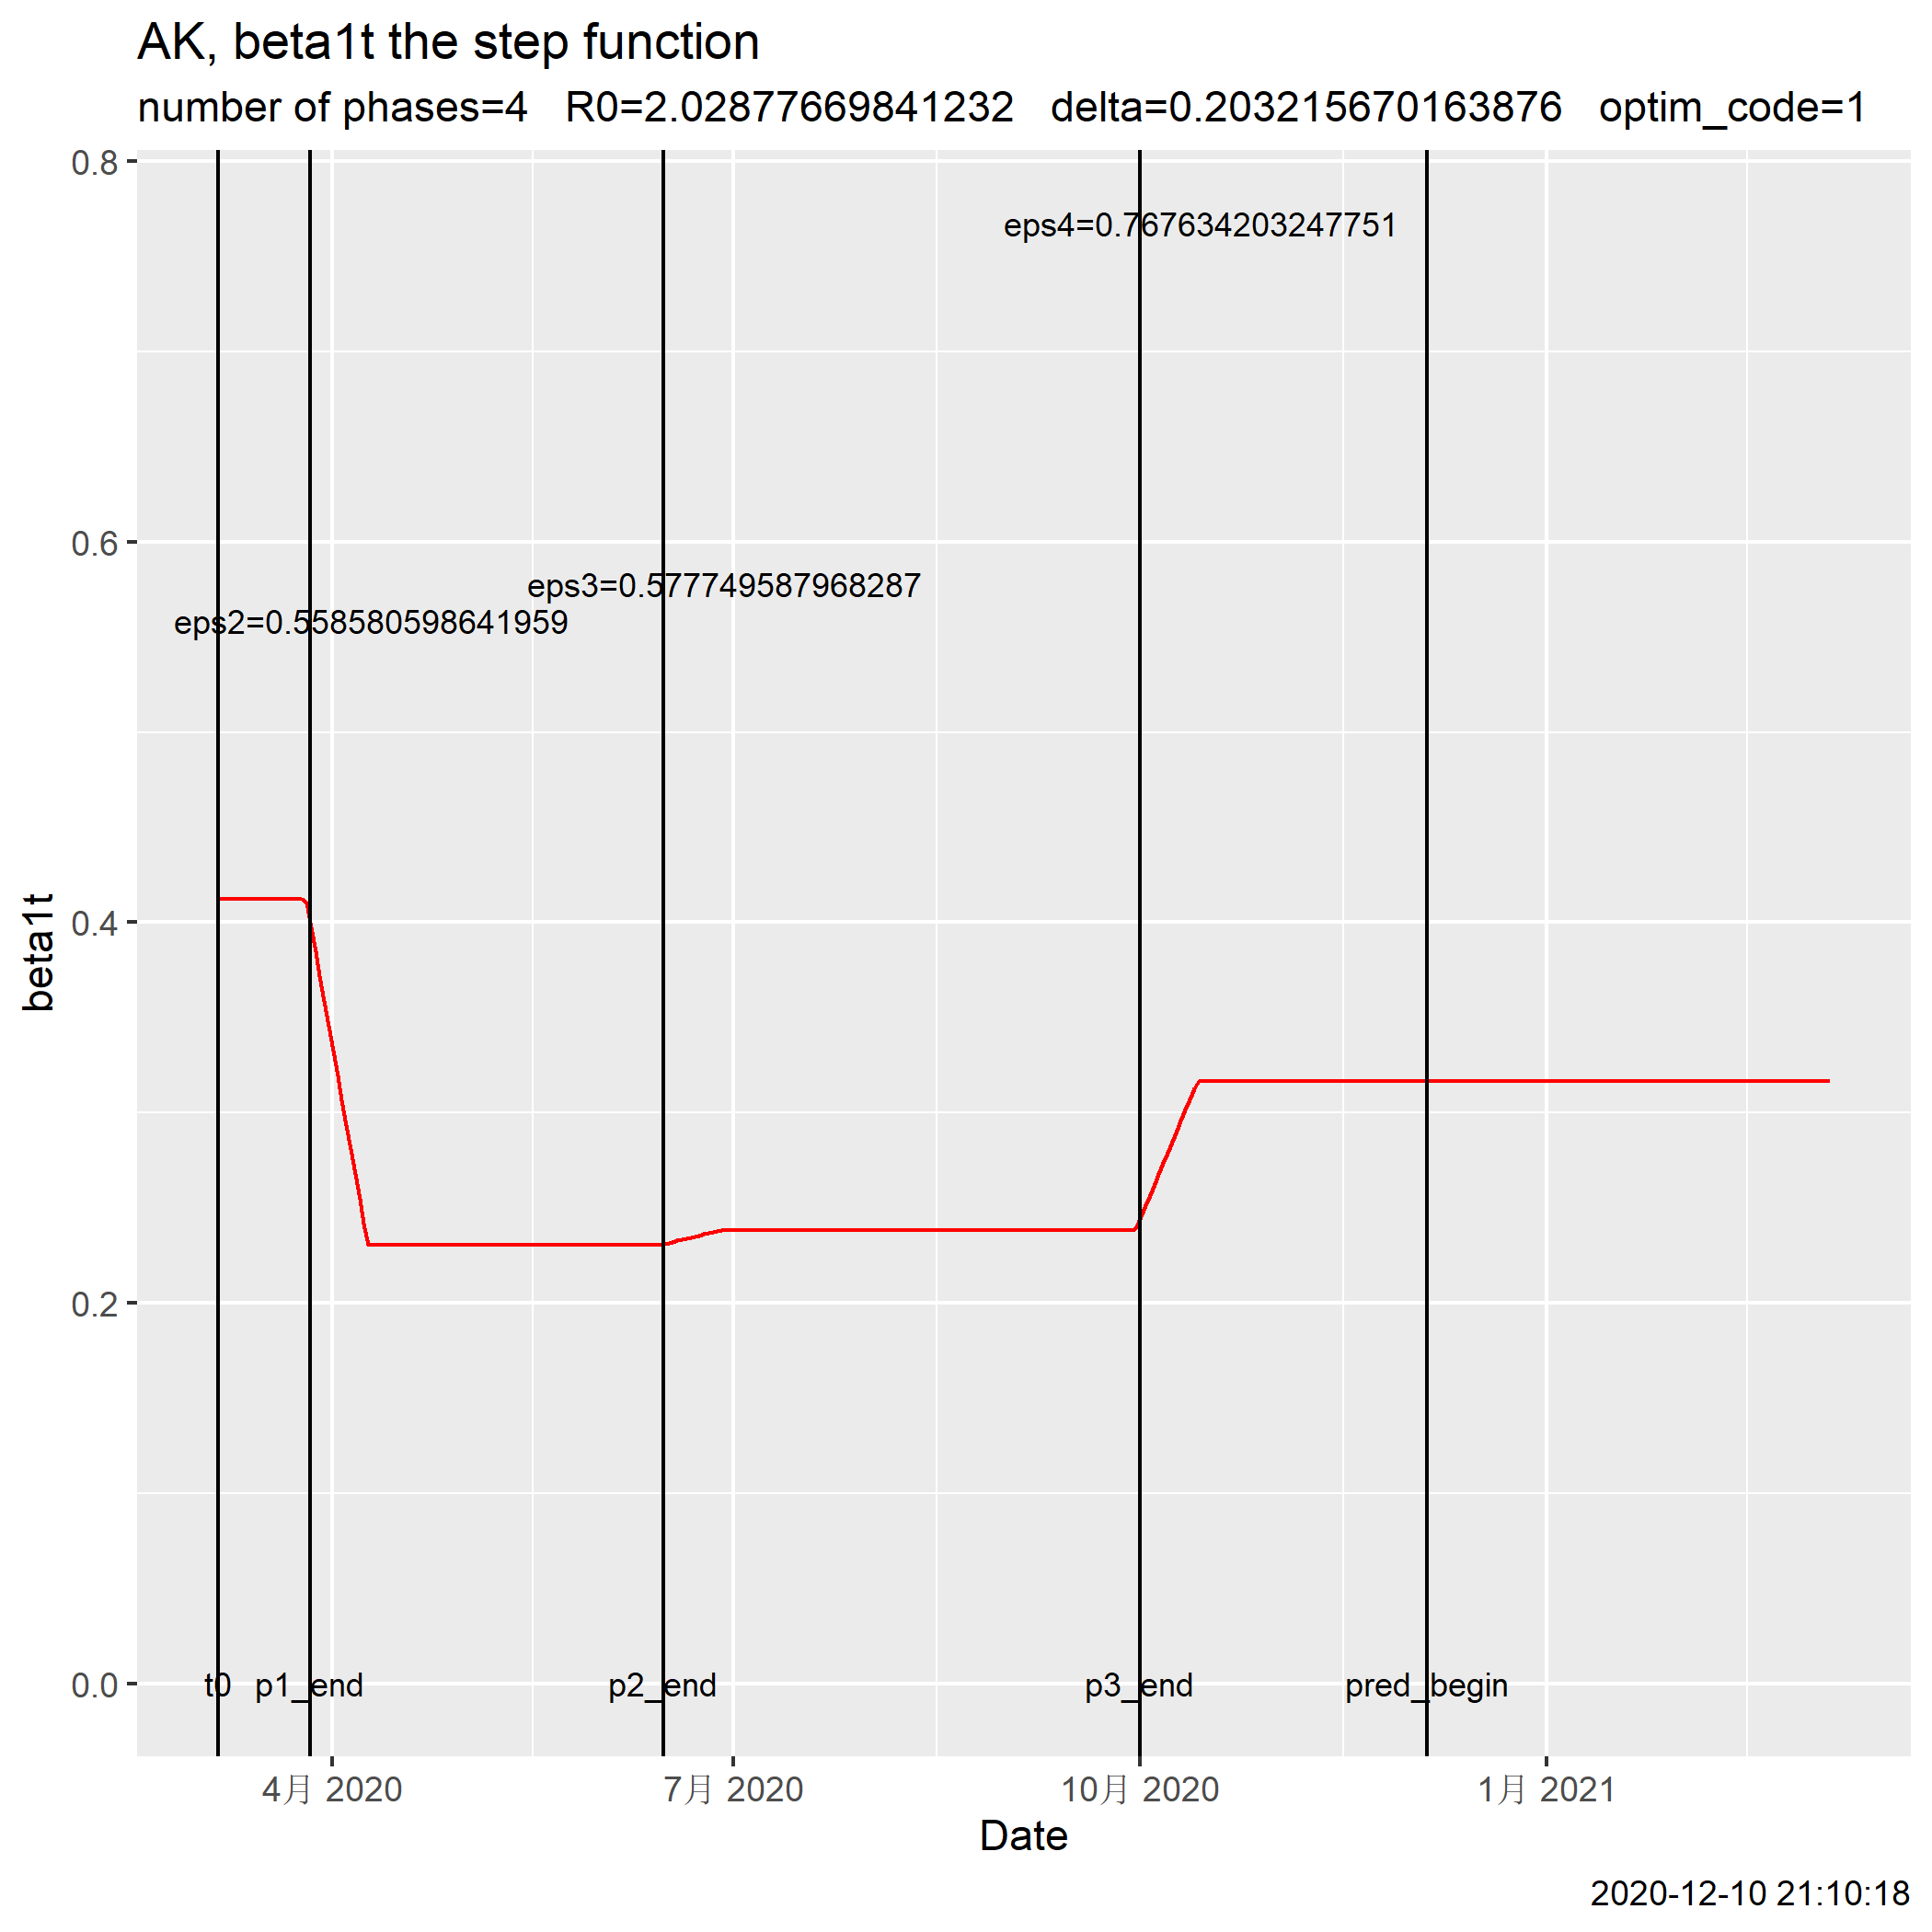 AK, beta1t the step function
number of phases=4 R0=2.02877669841232 delta=0.203215670163876 optim_code=1
0.8
eps4=0.767634203247751
0.6
eps3=0.577749587968287
eps2=0.558580598641959
beta1t
0.4
0.2
0.0
t0 p1_end p2_end p3_end pred_begin
4月 2020 7月 2020 10月 2020 1月 2021
Date
2020-12-10 21:10:18